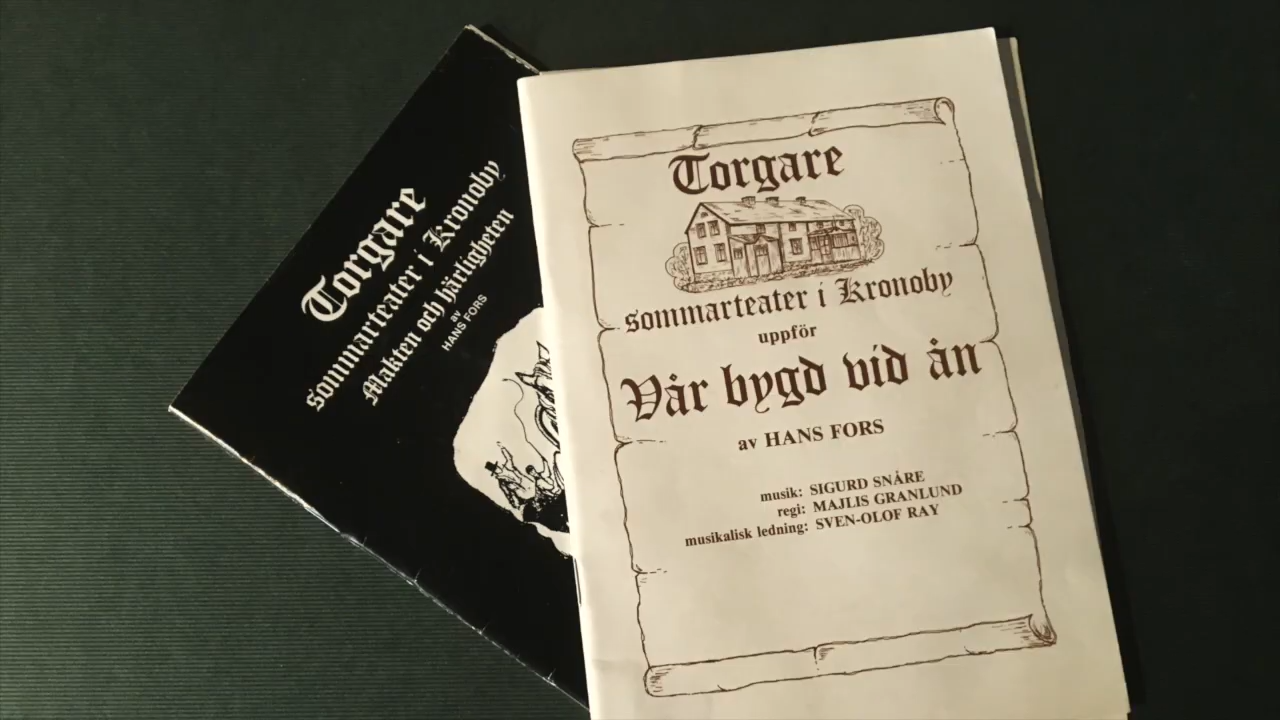 Torgare
sommarteater i Kronoby
Makten och härligheten
av
HANS FORS
Torgare
sommarteater i Kronoby
uppför
Vår bygd vid ån
av HANS FORS
musik: SIGURD SNÅRE
regi: MAJLIS GRANLUND
musikalisk ledning: SVEN-OLOF RAY